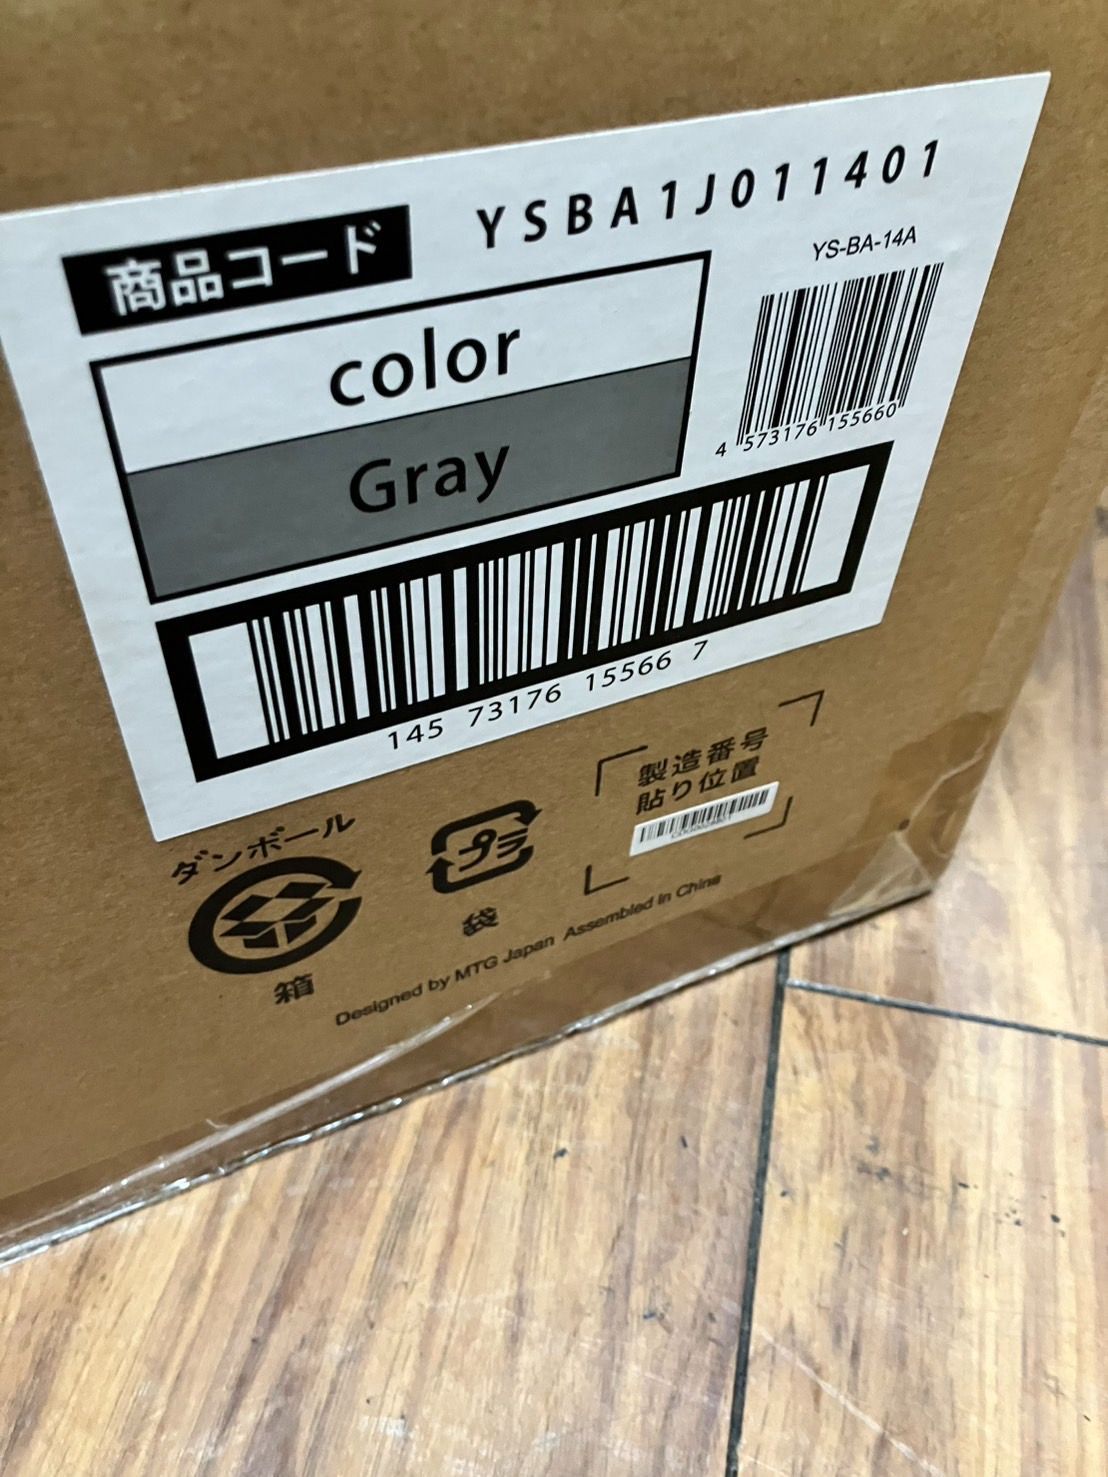 商品コード YSBA1J011401
YS-BA-14A
color
Gray
4 573176 155660
145 73176 15566 7
製造番号
貼り位置
ダンボール
箱
プラ
袋
Designed by MTG Japan Assembled in China